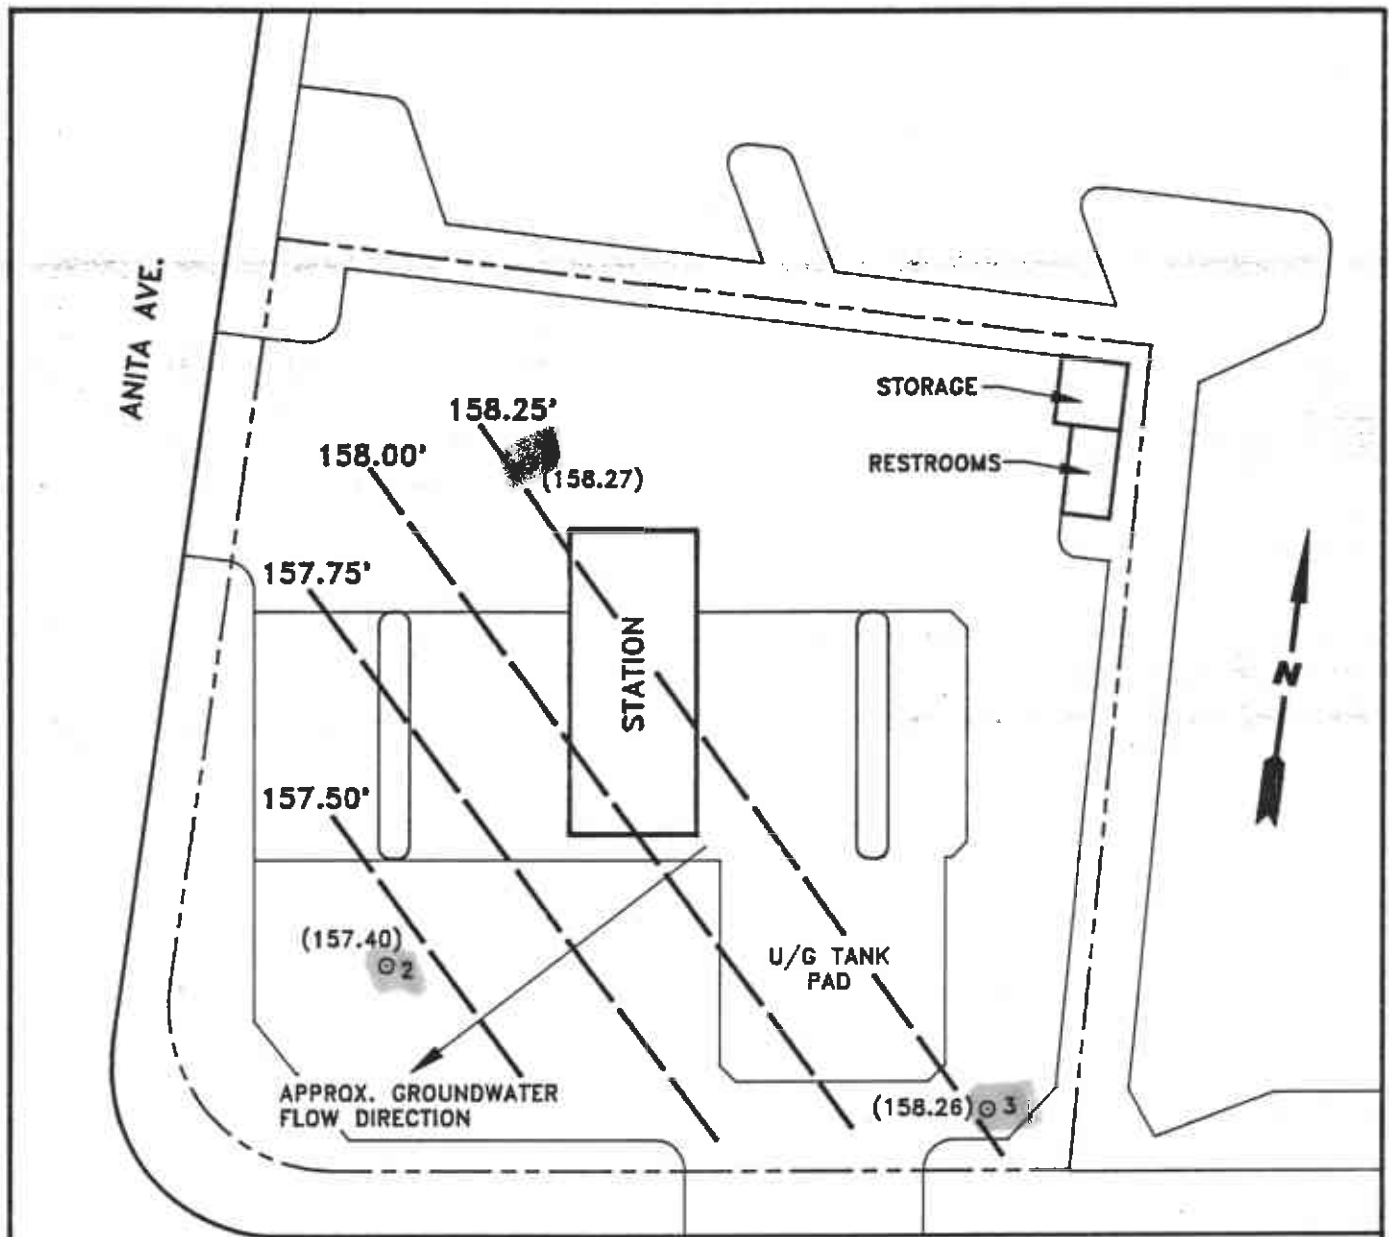 ANITA AVE.
158.25'
158.00'
(158.27)
STORAGE
RESTROOMS
157.75'
STATION
N
157.50'
(157.40)
2
U/G TANK
PAD
APPROX. GROUNDWATER
FLOW DIRECTION
(158.26)
3